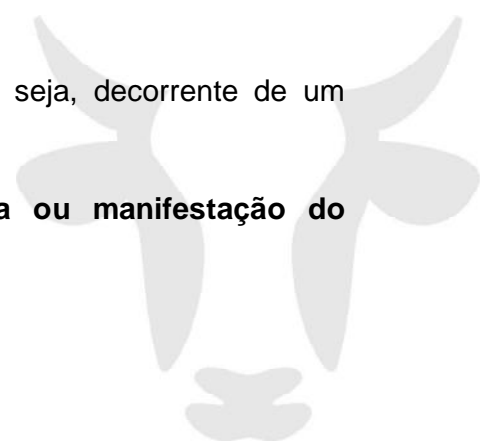 seja, decorrente de um
ou manifestação do